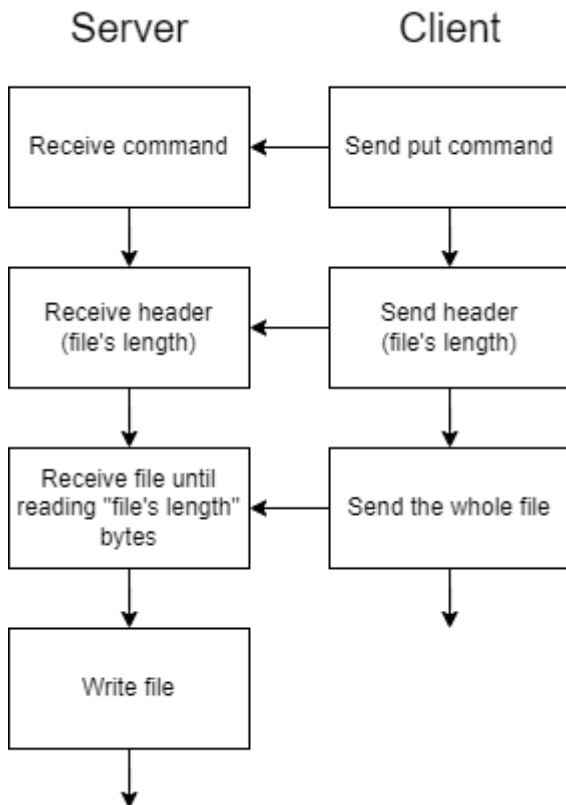 Server
Client
Receive command
Send put command
Receive header
(file's length)
Send header
(file's length)
Receive file until
reading "file's length"
bytes
Send the whole file
Write file